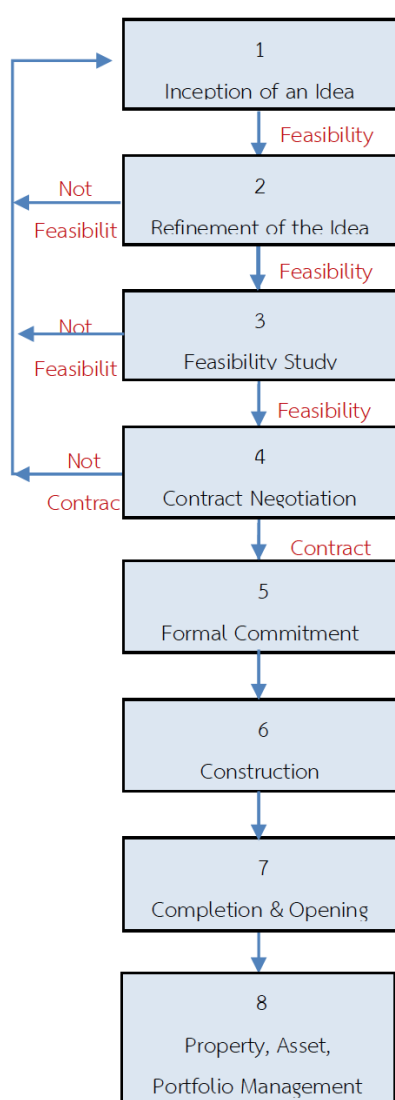 1
Inception of an Idea
Feasibility
2
Refinement of the Idea
Not
Feasibilit
Feasibility
3
Feasibility Study
Not
Feasibilit
Feasibility
4
Contract Negotiation
Not
Contrac
Contract
5
Formal Commitment
6
Construction
7
Completion & Opening
8
Property, Asset,
Portfolio Management